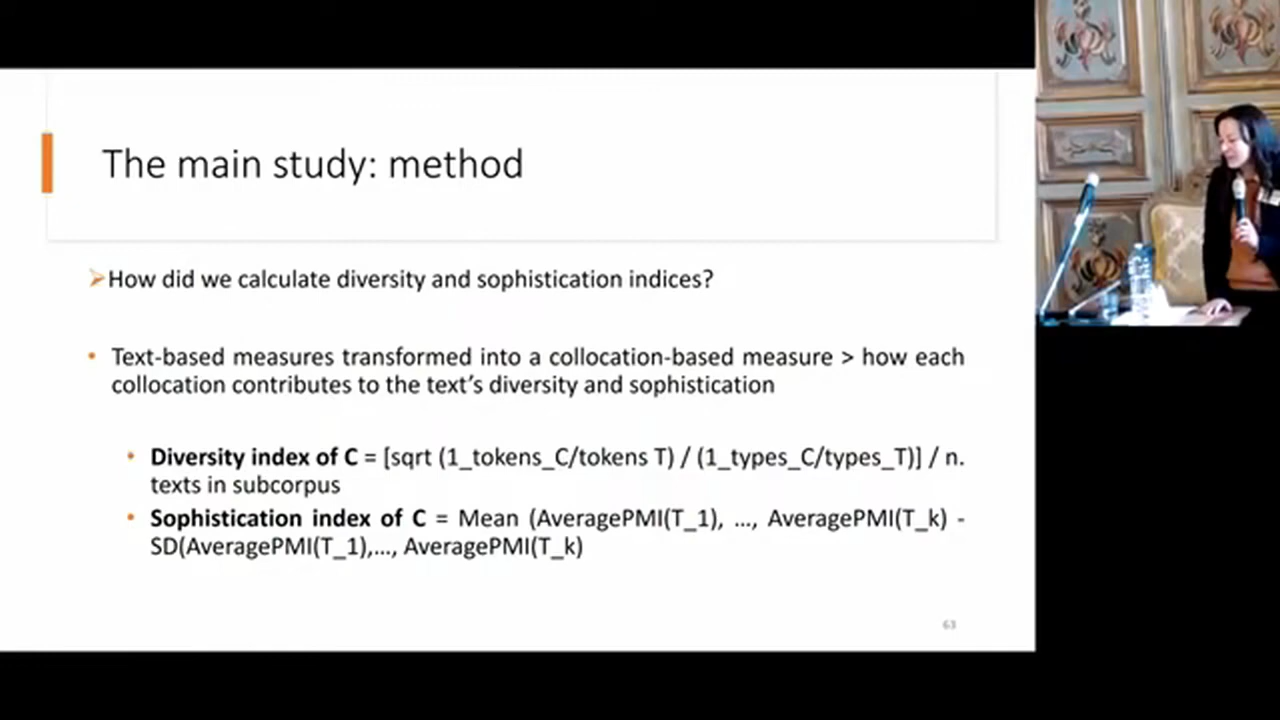 The main study: method
➢How did we calculate diversity and sophistication indices?
• Text-based measures transformed into a collocation-based measure > how each
collocation contributes to the text’s diversity and sophistication
• Diversity index of C = [sqrt (1_tokens_C/tokens T) / (1_types_C/types_T)] / n.
texts in subcorpus
• Sophistication index of C = Mean (AveragePMI(T_1), …, AveragePMI(T_k) -
SD(AveragePMI(T_1),…, AveragePMI(T_k)
63